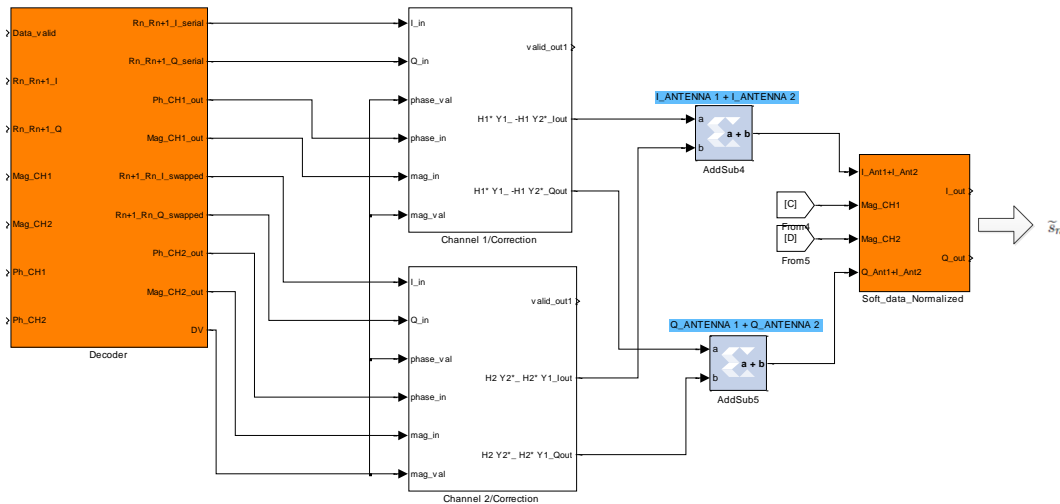 Data_valid
Rn_Rn+1_I
Rn_Rn+1_Q
Mag_CH1
Mag_CH2
Ph_CH1
Ph_CH2
Rn_Rn+1_I_serial
Rn_Rn+1_Q_serial
Ph_CH1_out
Mag_CH1_out
Rn+1_Rn_I_swapped
Rn+1_Rn_Q_swapped
Ph_CH2_out
Mag_CH2_out
DV
Decoder
I_in
Q_in
phase_val
phase_in
mag_in
mag_val
valid_out1
H1* Y1_ -H1 Y2*_Iout
H1* Y1_ -H1 Y2*_Qout
Channel 1/Correction
I_in
Q_in
phase_val
phase_in
mag_in
mag_val
valid_out1
H2 Y2*_ H2* Y1_Iout
H2 Y2*_ H2* Y1_Qout
Channel 2/Correction
I_ANTENNA 1 + I_ANTENNA 2
a
b
a + b
AddSub4
[C]
From4
[D]
From5
Q_ANTENNA 1 + Q_ANTENNA 2
a
b
a + b
AddSub5
I_Ant1+I_Ant2
Mag_CH1
Mag_CH2
Q_Ant1+I_Ant2
I_out
Q_out
Soft_data_Normalized